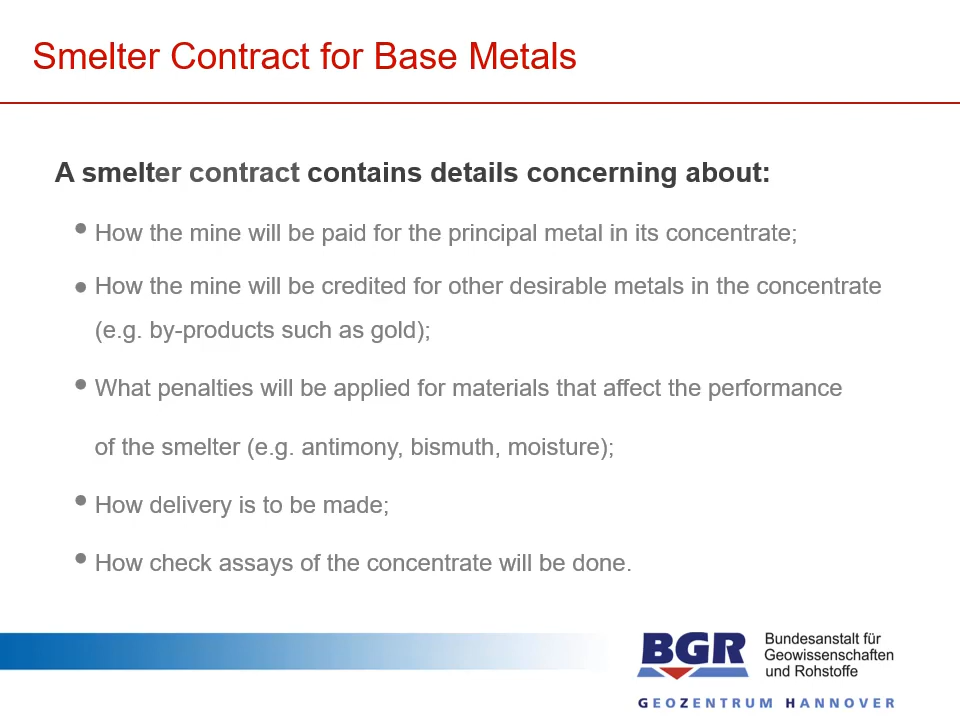 Smelter Contract for Base Metals
A smelter contract contains details concerning about:
• How the mine will be paid for the principal metal in its concentrate;
• How the mine will be credited for other desirable metals in the concentrate
(e.g. by-products such as gold);
• What penalties will be applied for materials that affect the performance
of the smelter (e.g. antimony, bismuth, moisture);
• How delivery is to be made;
• How check assays of the concentrate will be done.
BGR
Bundesanstalt für
Geowissenschaften
und Rohstoffe
GEOZENTRUM HANNOVER